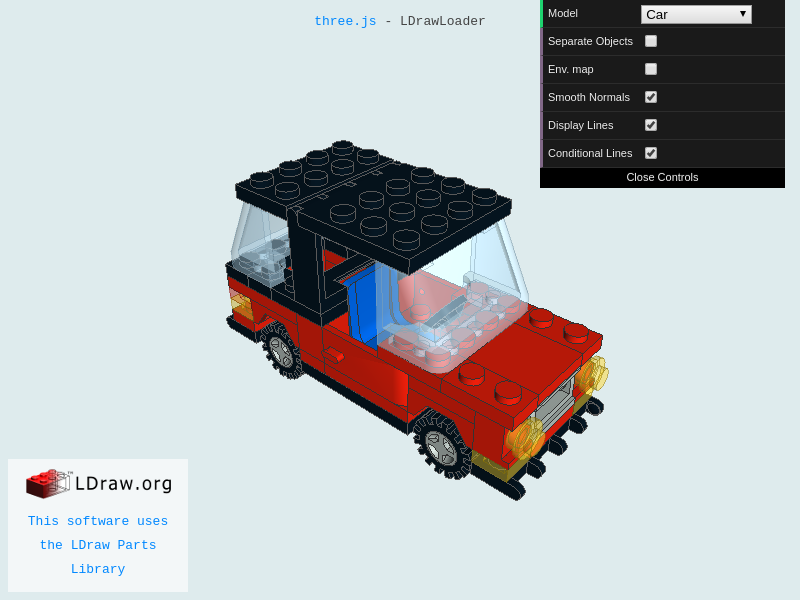 three.js - LDrawLoader
Model Car
Separate Objects
Env. map
Smooth Normals
Display Lines
Conditional Lines
Close Controls
LDraw.org™
This software uses
the LDraw Parts
Library